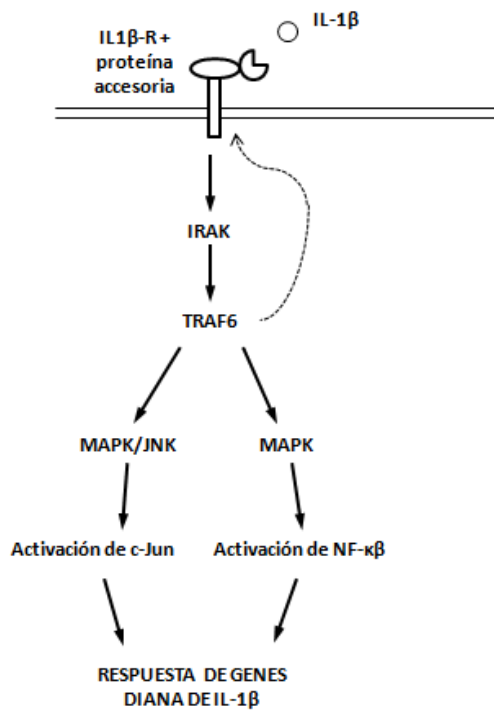 IL-1β
IL1β-R +
proteína
accesoria
IRAK
TRAF6
MAPK/JNK
MAPK
Activación de c-Jun
Activación de NF-κβ
RESPUESTA DE GENES
DIANA DE IL-1β